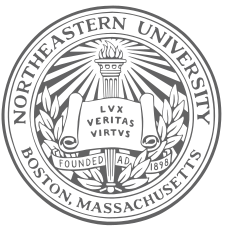 NORTHEASTERN UNIVERSITY
LVX
VERITAS
VIRTVS
FOUNDED A.D. 1898
BOSTON, MASSACHUSETTS